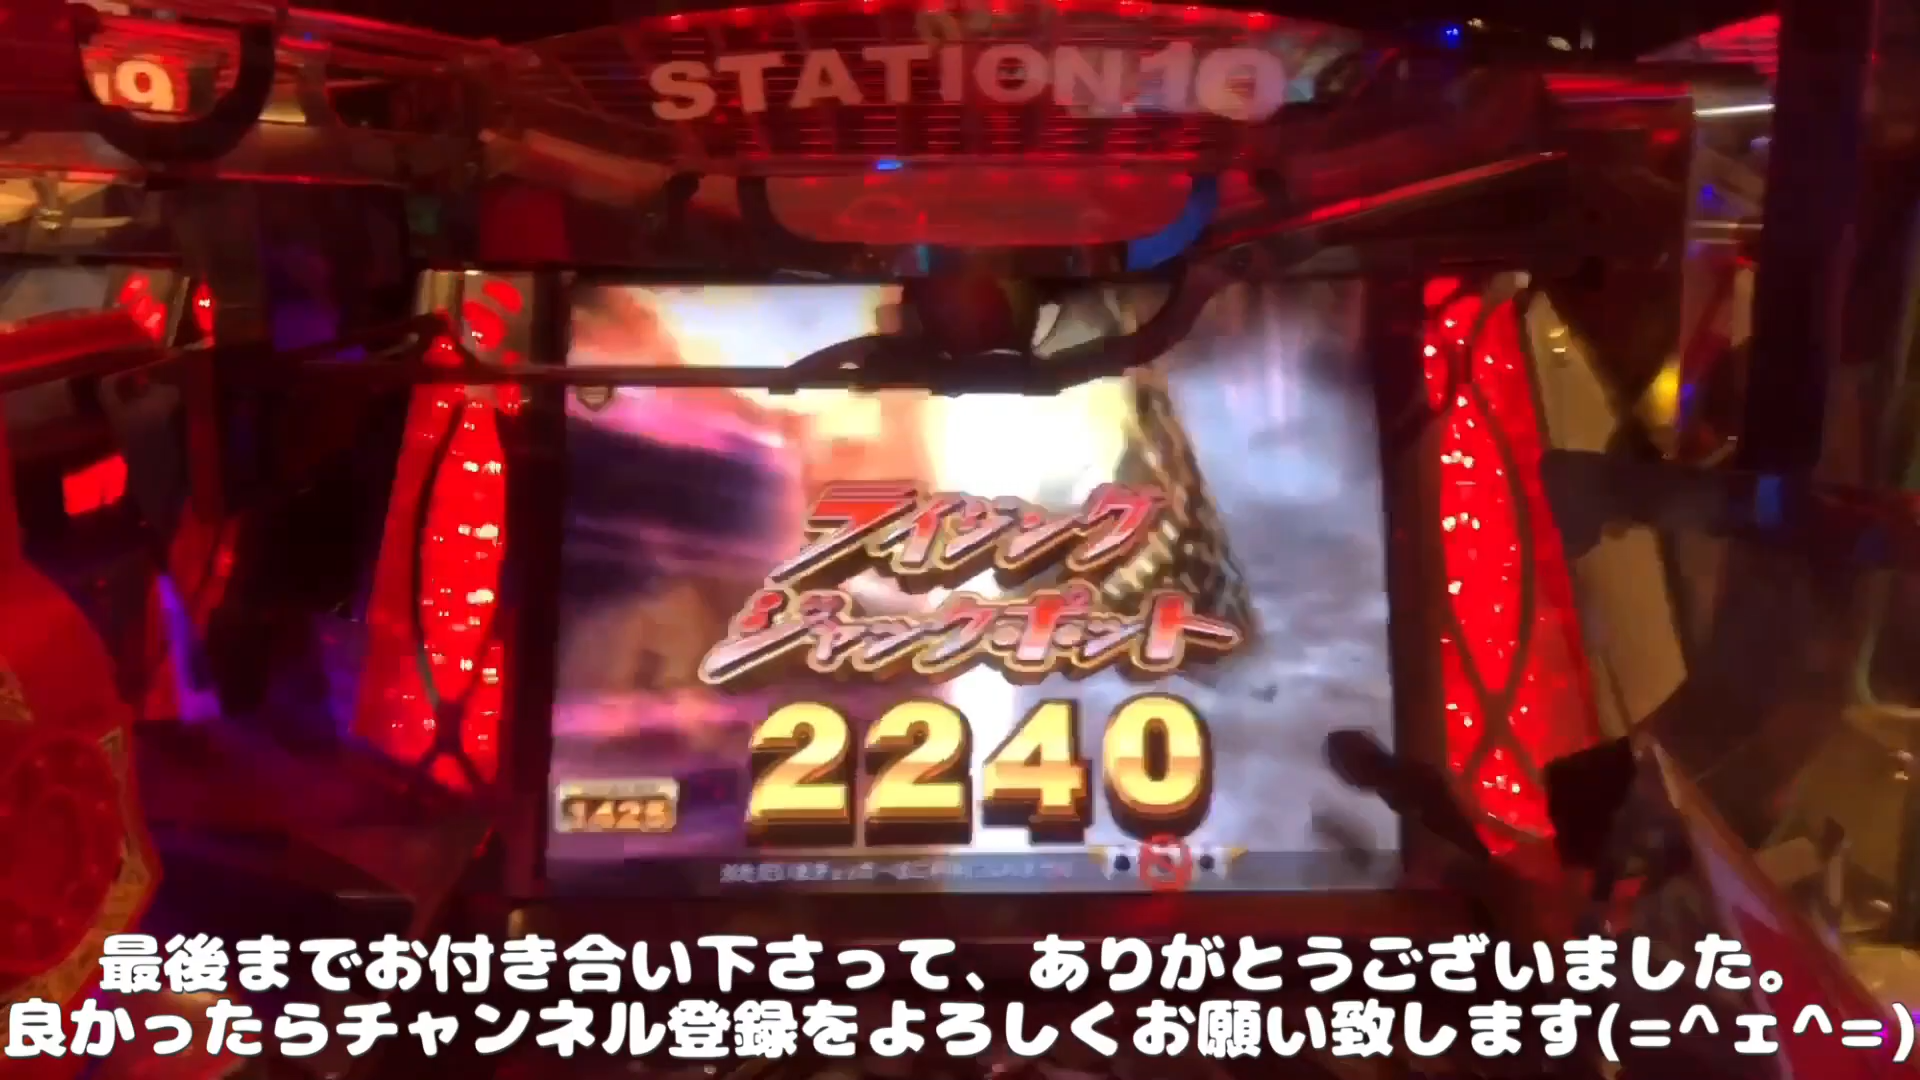 19
STATION 10
ライジング
ジャックポット
2240
1425
最後までお付き合い下さって、ありがとうございました。
良かったらチャンネル登録をよろしくお願い致します(=^ェ^=)